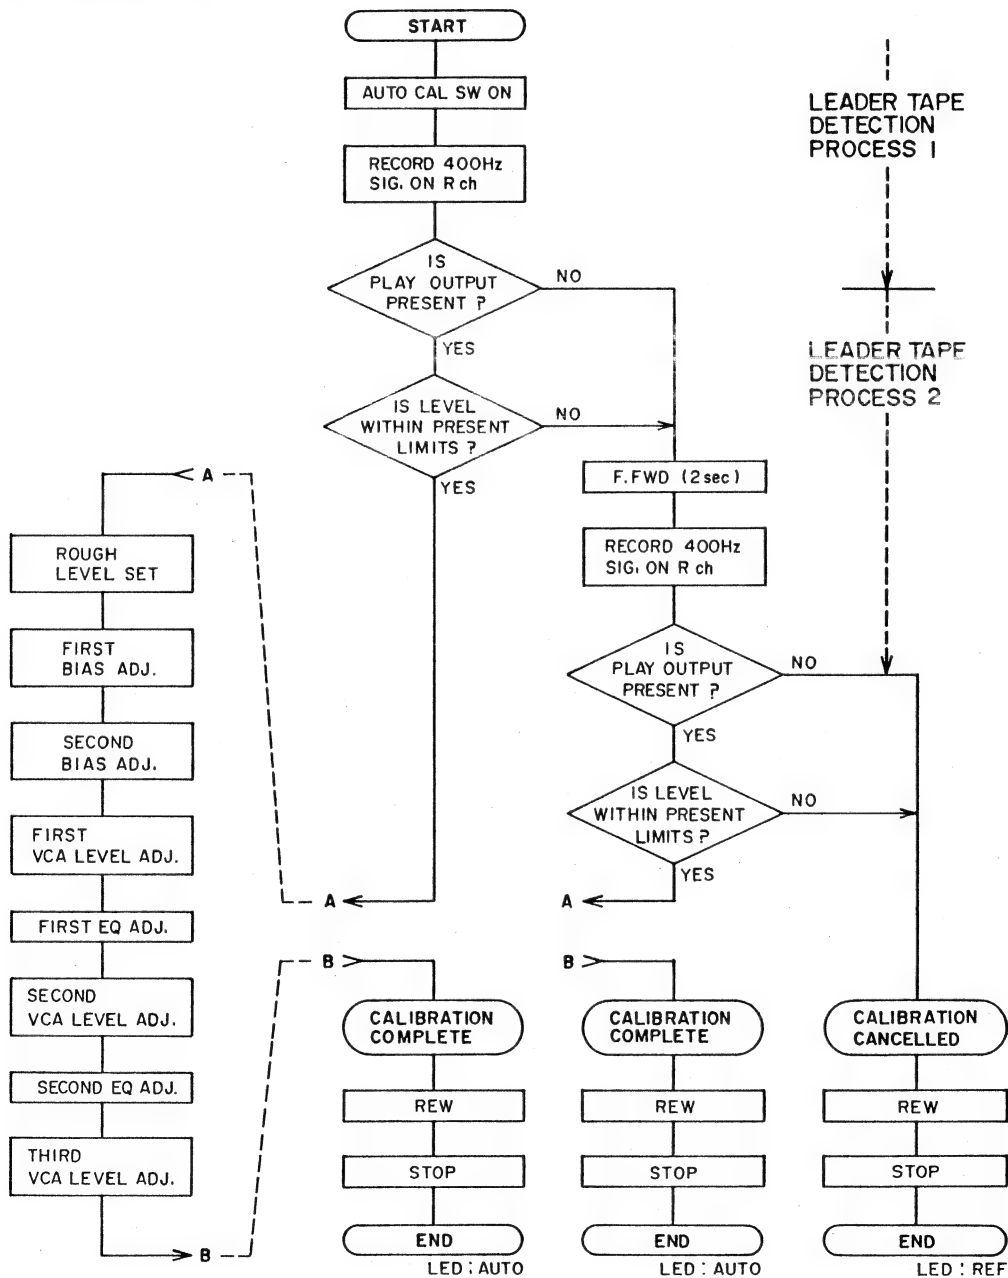 START
AUTO CAL SW ON
RECORD 400Hz
SIG. ON R ch
IS
PLAY OUTPUT
PRESENT ?
NO
YES
IS LEVEL
WITHIN PRESENT
LIMITS ?
NO
YES
LEADER TAPE
DETECTION
PROCESS 1
LEADER TAPE
DETECTION
PROCESS 2
F. FWD (2sec)
RECORD 400Hz
SIG. ON R ch
IS
PLAY OUTPUT
PRESENT ?
NO
YES
IS LEVEL
WITHIN PRESENT
LIMITS ?
NO
YES
A
ROUGH
LEVEL SET
FIRST
BIAS ADJ.
SECOND
BIAS ADJ.
FIRST
VCA LEVEL ADJ.
FIRST EQ ADJ.
SECOND
VCA LEVEL ADJ.
SECOND EQ ADJ.
THIRD
VCA LEVEL ADJ.
B
A
B
CALIBRATION
COMPLETE
REW
STOP
END
LED : AUTO
A
B
CALIBRATION
COMPLETE
REW
STOP
END
LED : AUTO
CALIBRATION
CANCELLED
REW
STOP
END
LED : REF